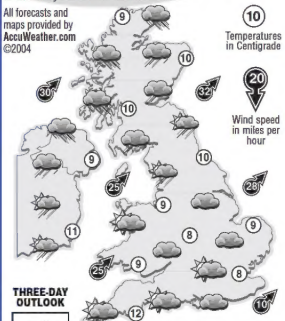 All forecasts and
maps provided by
AccuWeather.com
©2004
9
10
Temperatures
in Centigrade
10
30
32
20
Wind speed
in miles per
hour
10
9
10
25
28
11
9
8
25
9
8
THREE-DAY
OUTLOOK
12
10